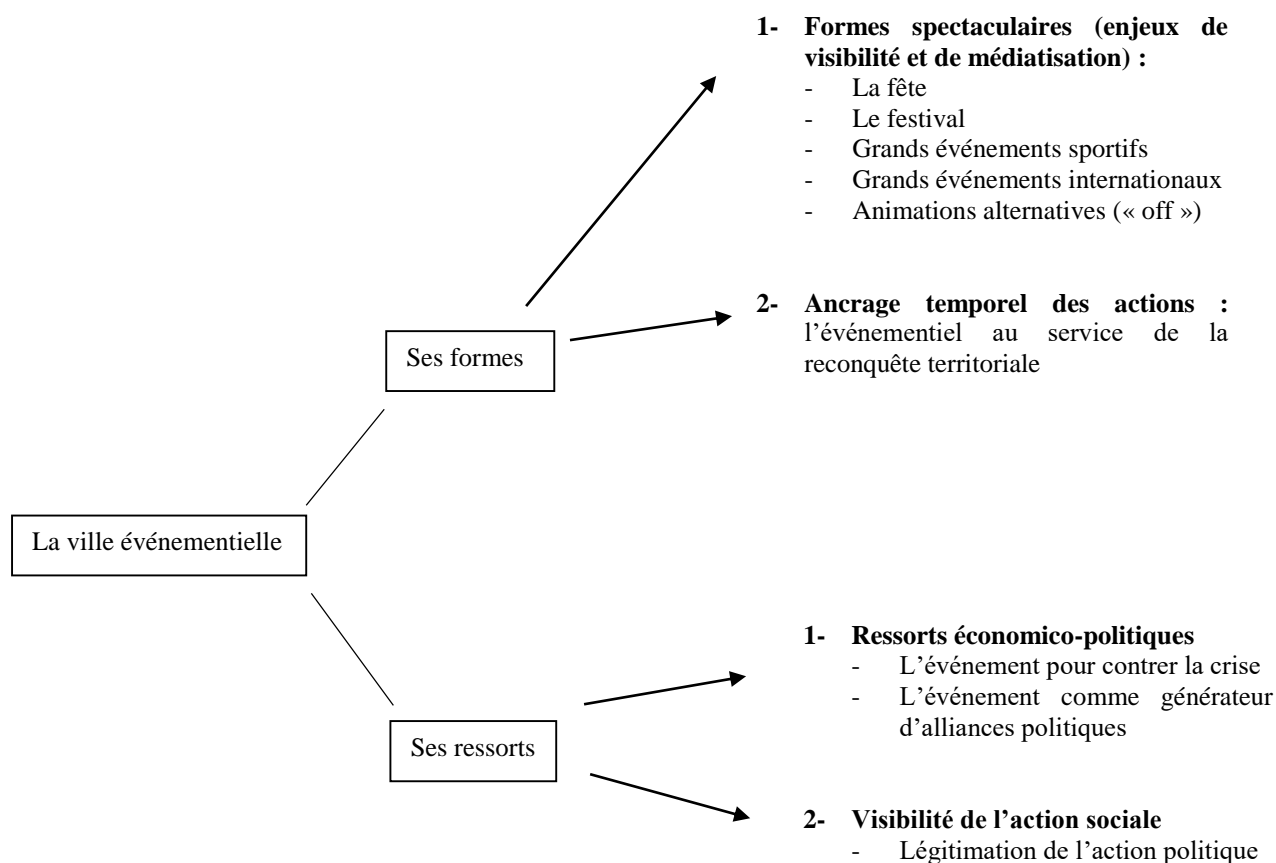 1- Formes spectaculaires (enjeux de
visibilité et de médiatisation) :
- La fête
- Le festival
- Grands événements sportifs
- Grands événements internationaux
- Animations alternatives (« off »)
2- Ancrage temporel des actions :
l’événementiel au service de la
reconquête territoriale
Ses formes
La ville événementielle
1- Ressorts économico-politiques
- L’événement pour contrer la crise
- L’événement comme générateur
d’alliances politiques
Ses ressorts
2- Visibilité de l’action sociale
- Légitimation de l’action politique